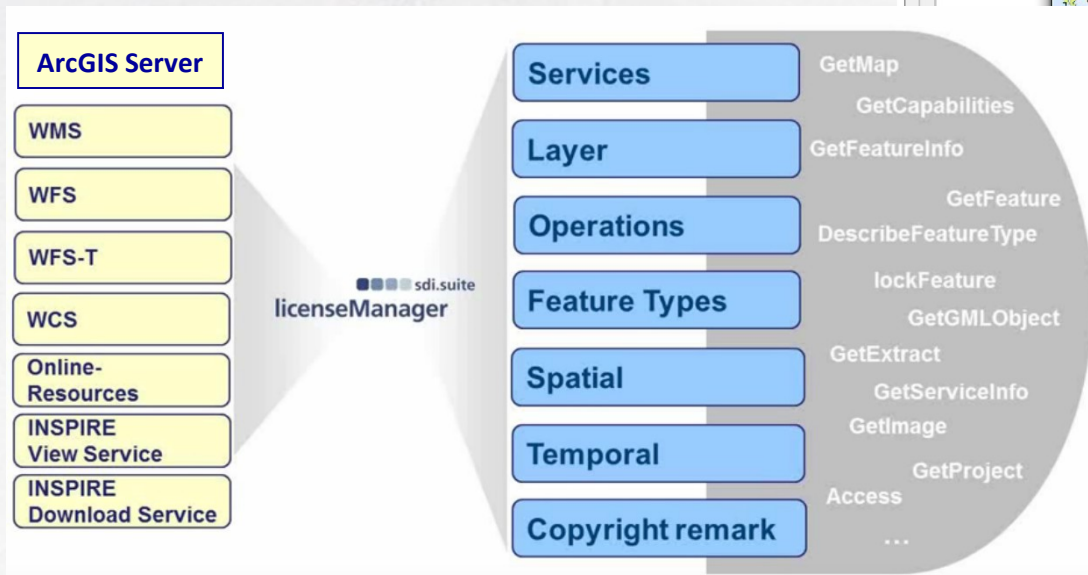 ArcGIS Server
WMS
WFS
WFS-T
WCS
Online-
Resources
INSPIRE
View Service
INSPIRE
Download Service
sdi.suite
licenseManager
Services
Layer
Operations
Feature Types
Spatial
Temporal
Copyright remark
GetMap
GetCapabilities
GetFeatureInfo
GetFeature
DescribeFeatureType
lockFeature
GetGMLObject
GetExtract
GetServiceInfo
GetImage
GetProject
Access
...